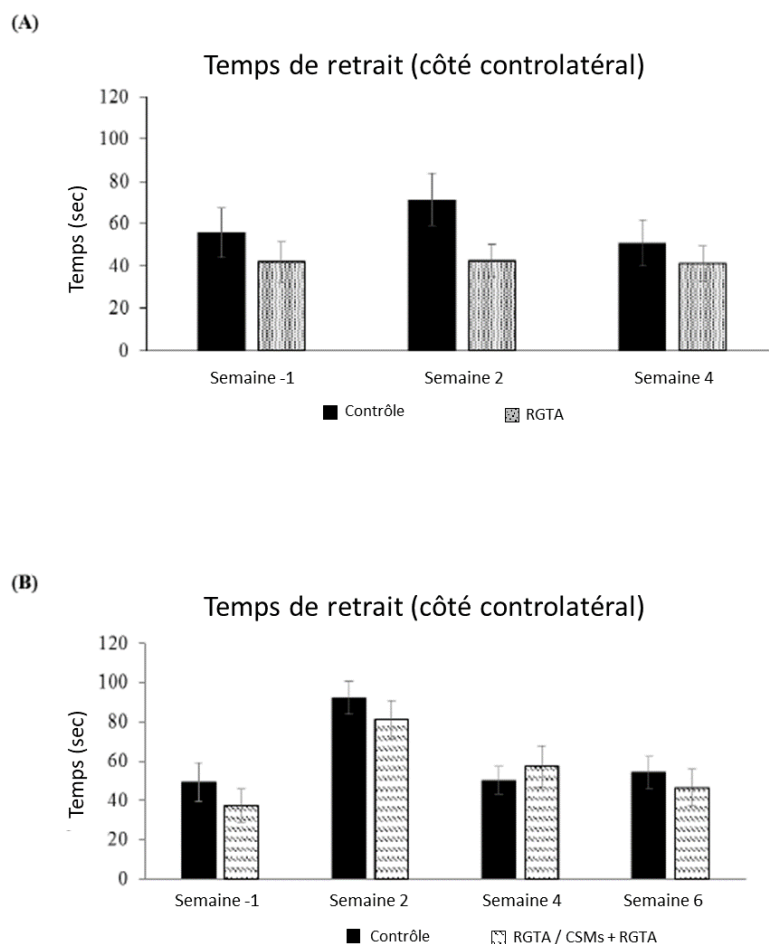 (A)
Temps de retrait (côté controlatéral)
120
100
80
60
40
20
0
Temps (sec)
Semaine -1 Semaine 2 Semaine 4
Contrôle RGTA
(B)
Temps de retrait (côté controlatéral)
120
100
80
60
40
20
0
Temps (sec)
Semaine -1 Semaine 2 Semaine 4 Semaine 6
Contrôle RGTA / CSMs + RGTA